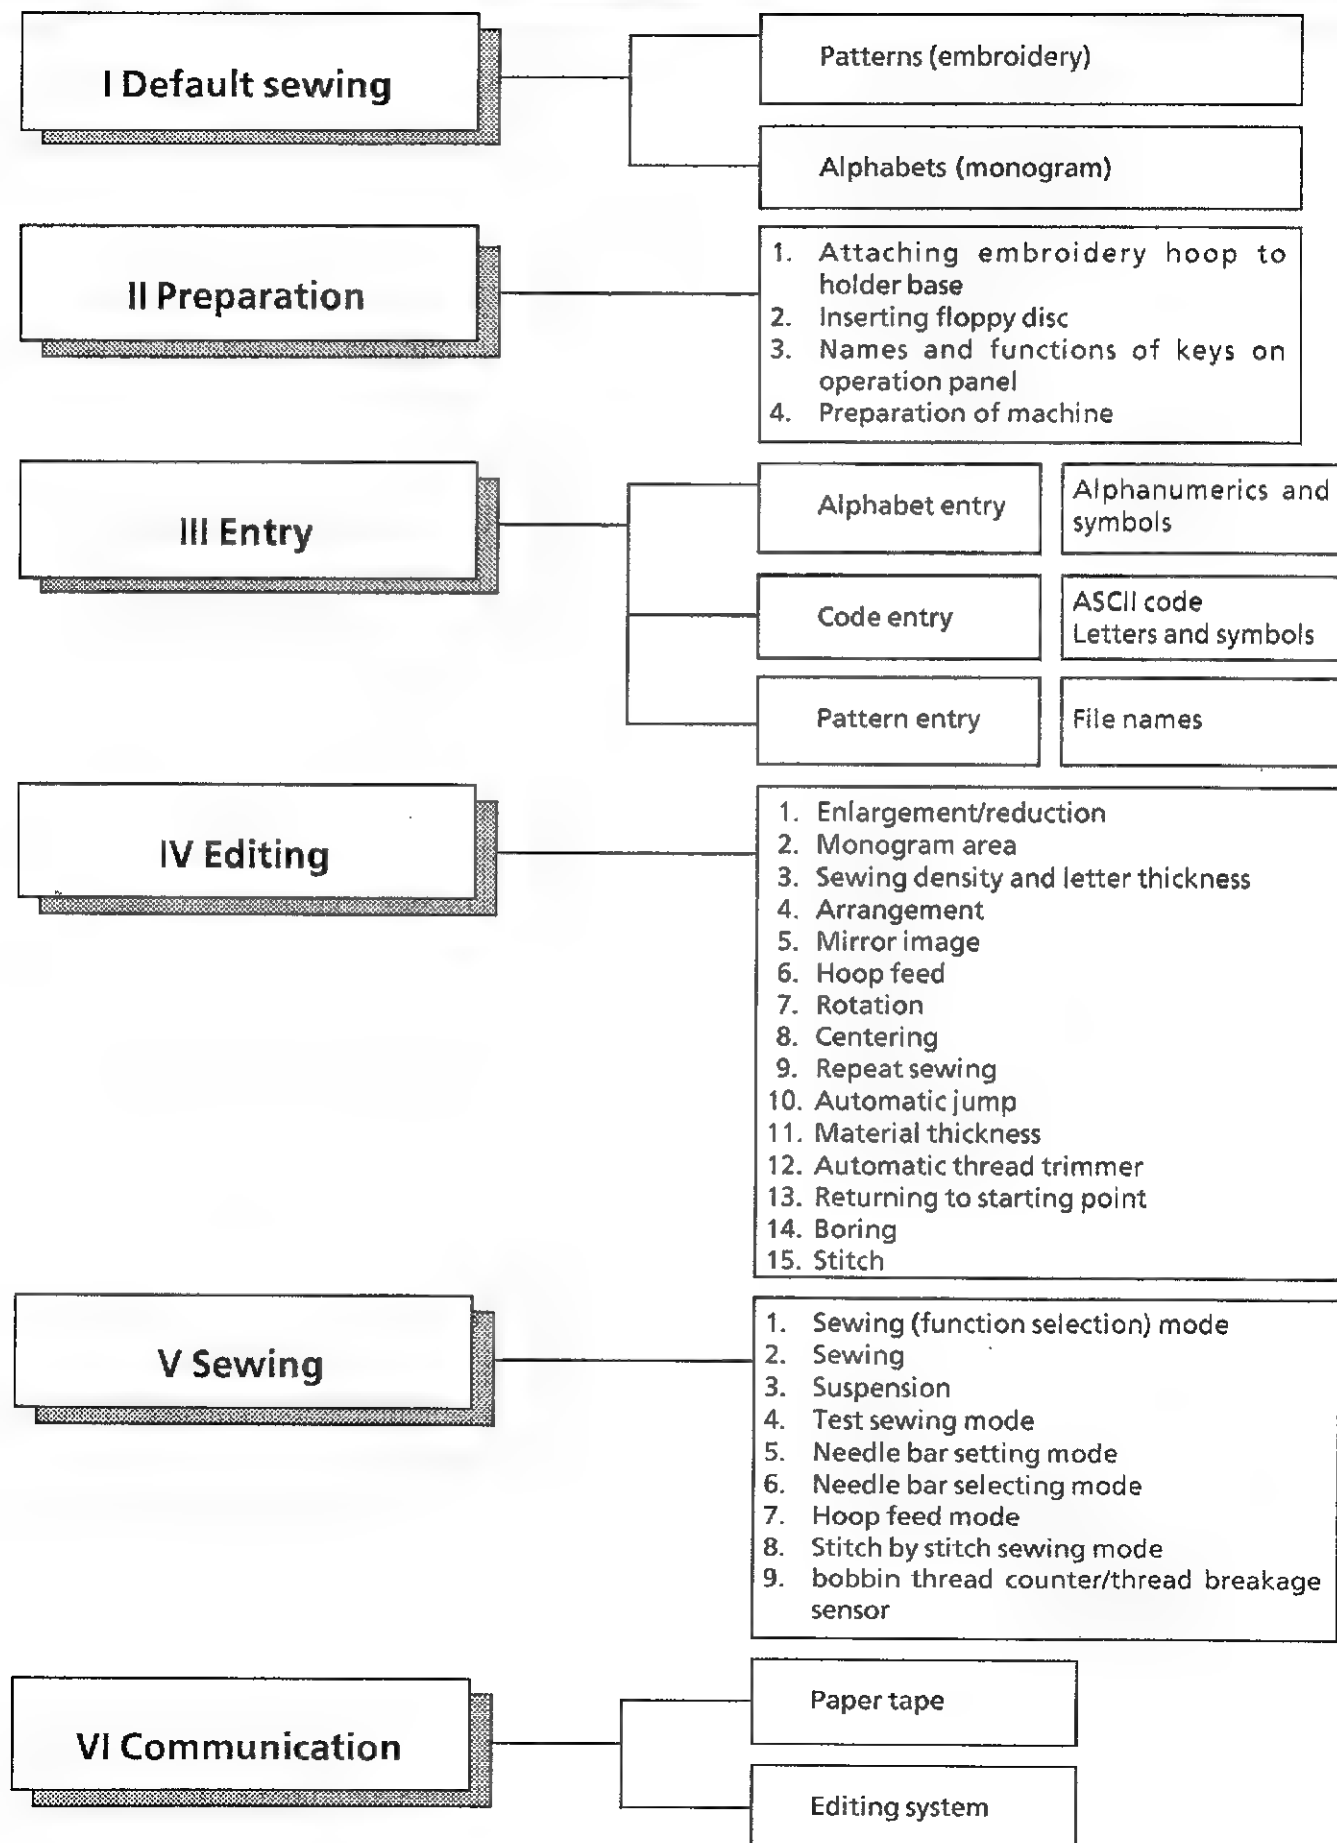 I Default sewing
Patterns (embroidery)
Alphabets (monogram)
II Preparation
1. Attaching embroidery hoop to
holder base
2. Inserting floppy disc
3. Names and functions of keys on
operation panel
4. Preparation of machine
III Entry
Alphabet entry
Alphanumerics and
symbols
Code entry
ASCII code
Letters and symbols
Pattern entry
File names
IV Editing
1. Enlargement/reduction
2. Monogram area
3. Sewing density and letter thickness
4. Arrangement
5. Mirror image
6. Hoop feed
7. Rotation
8. Centering
9. Repeat sewing
10. Automatic jump
11. Material thickness
12. Automatic thread trimmer
13. Returning to starting point
14. Boring
15. Stitch
V Sewing
1. Sewing (function selection) mode
2. Sewing
3. Suspension
4. Test sewing mode
5. Needle bar setting mode
6. Needle bar selecting mode
7. Hoop feed mode
8. Stitch by stitch sewing mode
9. bobbin thread counter/thread breakage
sensor
VI Communication
Paper tape
Editing system